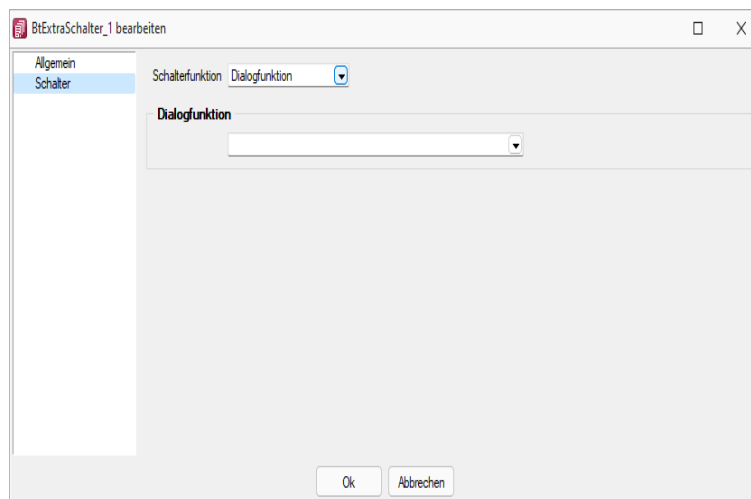 BtExtraSchalter_1 bearbeiten
Allgemein
Schalter
Schalterfunktion Dialogfunktion
Dialogfunktion
Ok Abbrechen